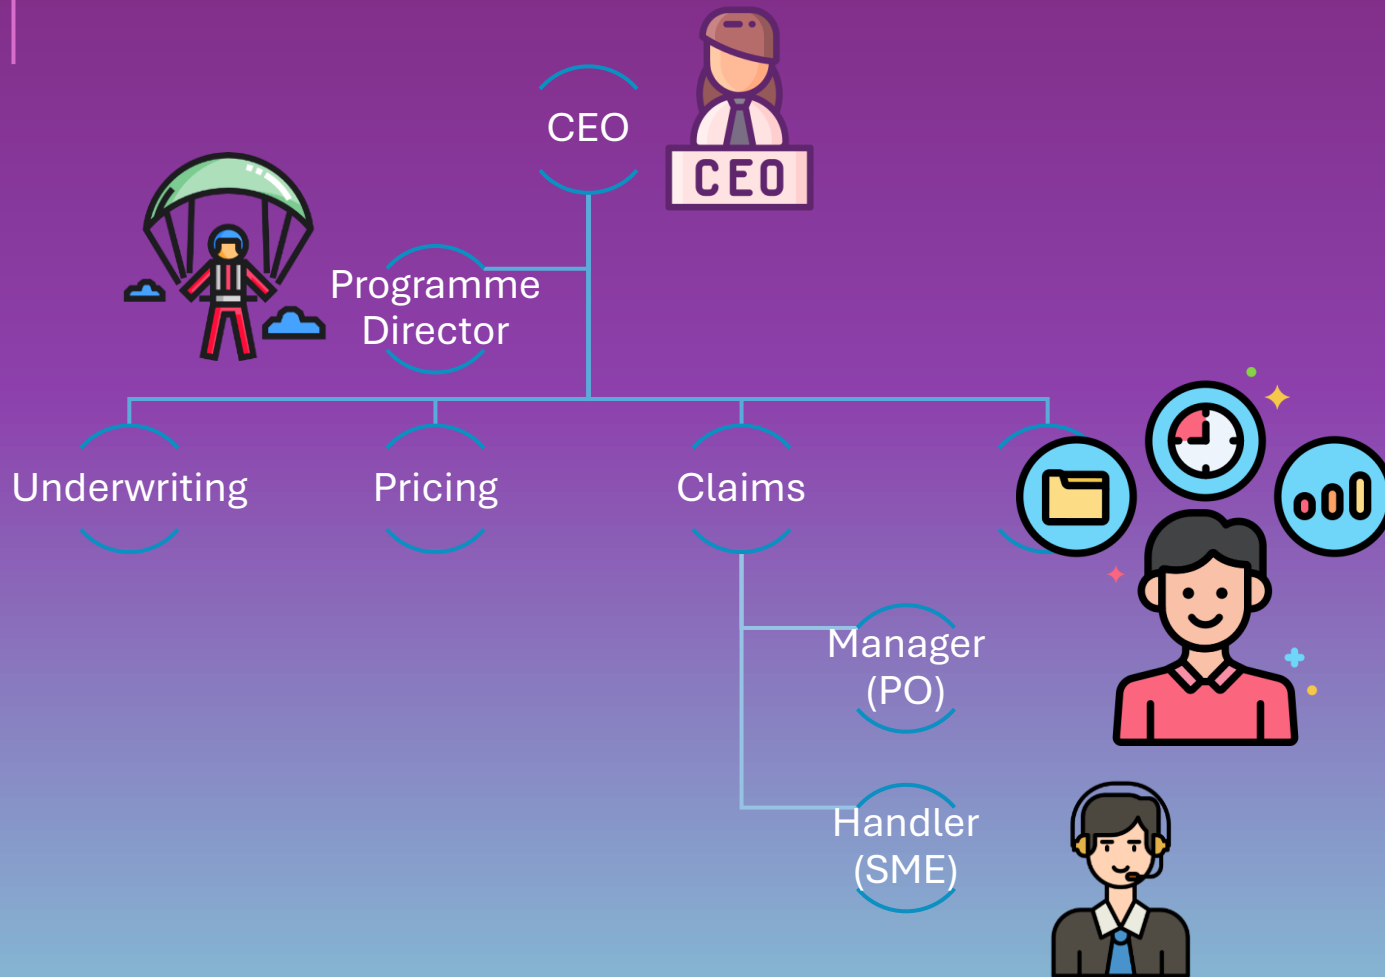 CEO
CEO
Programme
Director
Underwriting
Pricing
Claims
Manager
(PO)
Handler
(SME)